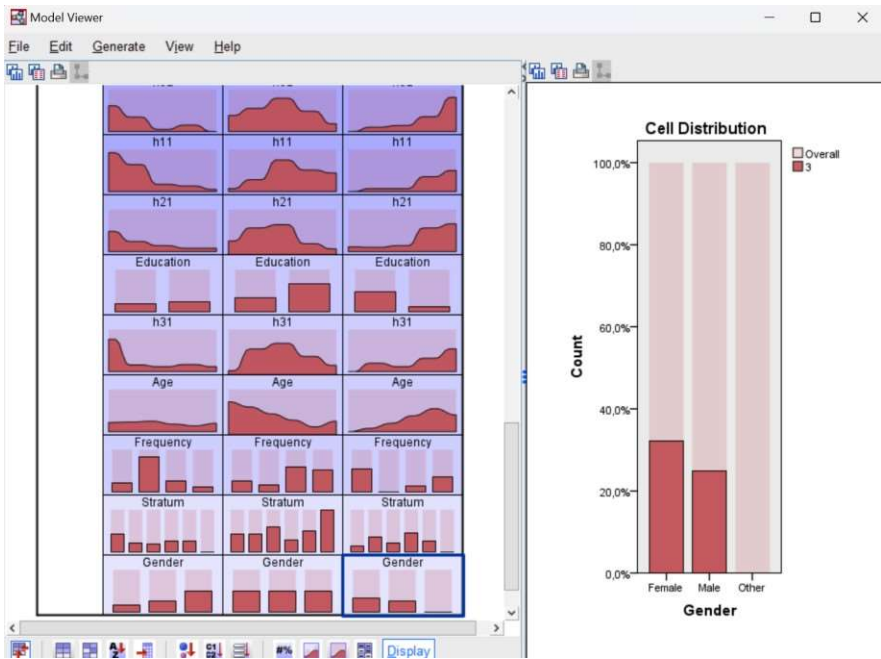 Model Viewer
File Edit Generate View Help
h11 h11 h11
h21 h21 h21
Education Education Education
h31 h31 h31
Age Age Age
Frequency Frequency Frequency
Stratum Stratum Stratum
Gender Gender Gender
Display
Cell Distribution
Overall
3
100,0%
80,0%
60,0%
40,0%
20,0%
0,0%
Count
Female Male Other
Gender